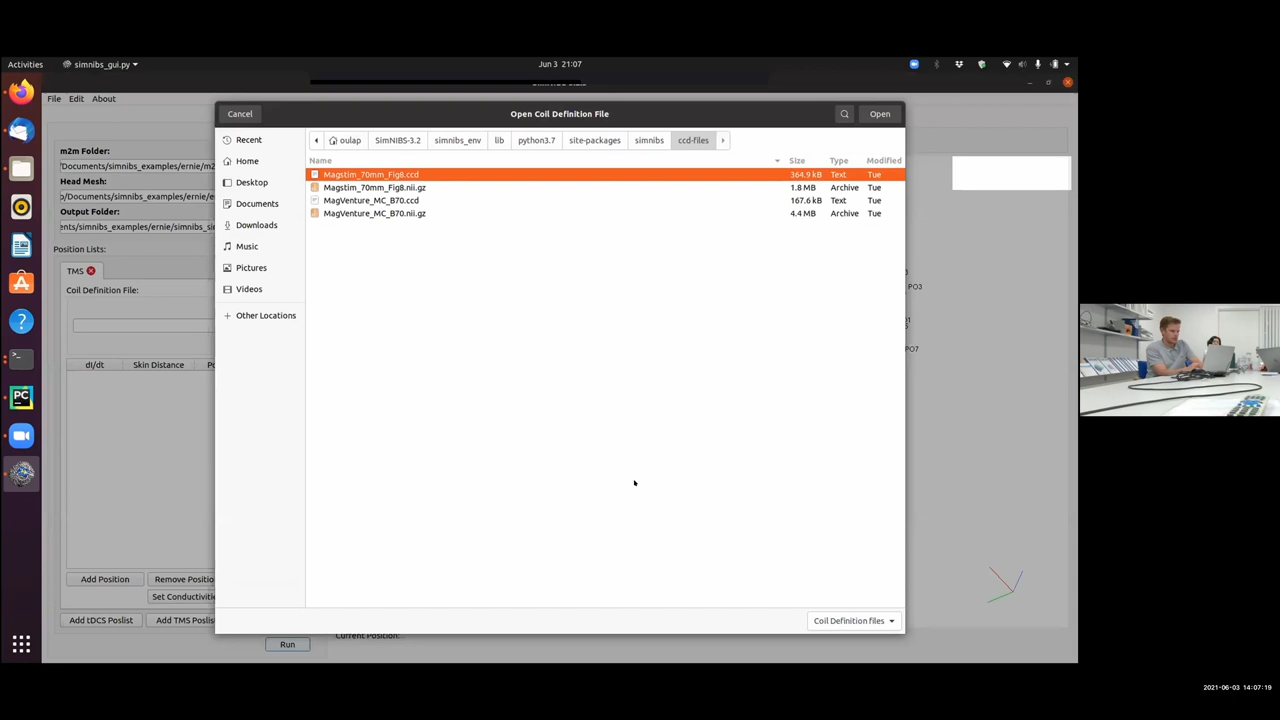 Activities
simnibs_gui.py
Jun 3 21:07
File Edit About
m2m Folder:
'Documents/simnibs_examples/ernie/m2
Head Mesh:
p/Documents/simnibs_examples/ernie/e
Output Folder:
ents/simnibs_examples/ernie/simnibs_si
Position Lists:
TMS
Coil Definition File:
dI/dt Skin Distance Po
Add Position Remove Positio
Set Conductivitie
Add tDCS Poslist Add TMS Poslis
Run
Current Position:
Cancel
Open Coil Definition File
Open
Recent
Home
Desktop
Documents
Downloads
Music
Pictures
Videos
+ Other Locations
oulap SimNIBS-3.2 simnibs_env lib python3.7 site-packages simnibs ccd-files
Name Size Type Modified
Magstim_70mm_Fig8.ccd 364.9 kB Text Tue
Magstim_70mm_Fig8.nii.gz 1.8 MB Archive Tue
MagVenture_MC_B70.ccd 167.6 kB Text Tue
MagVenture_MC_B70.nii.gz 4.4 MB Archive Tue
Coil Definition files
PO3
PO7
2021-06-03 14:07:19